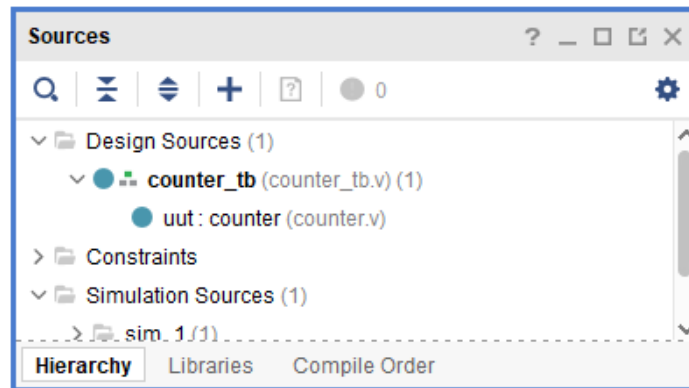 Sources
0
Design Sources (1)
counter_tb (counter_tb.v) (1)
uut : counter (counter.v)
Constraints
Simulation Sources (1)
sim_1 (1)
Hierarchy Libraries Compile Order